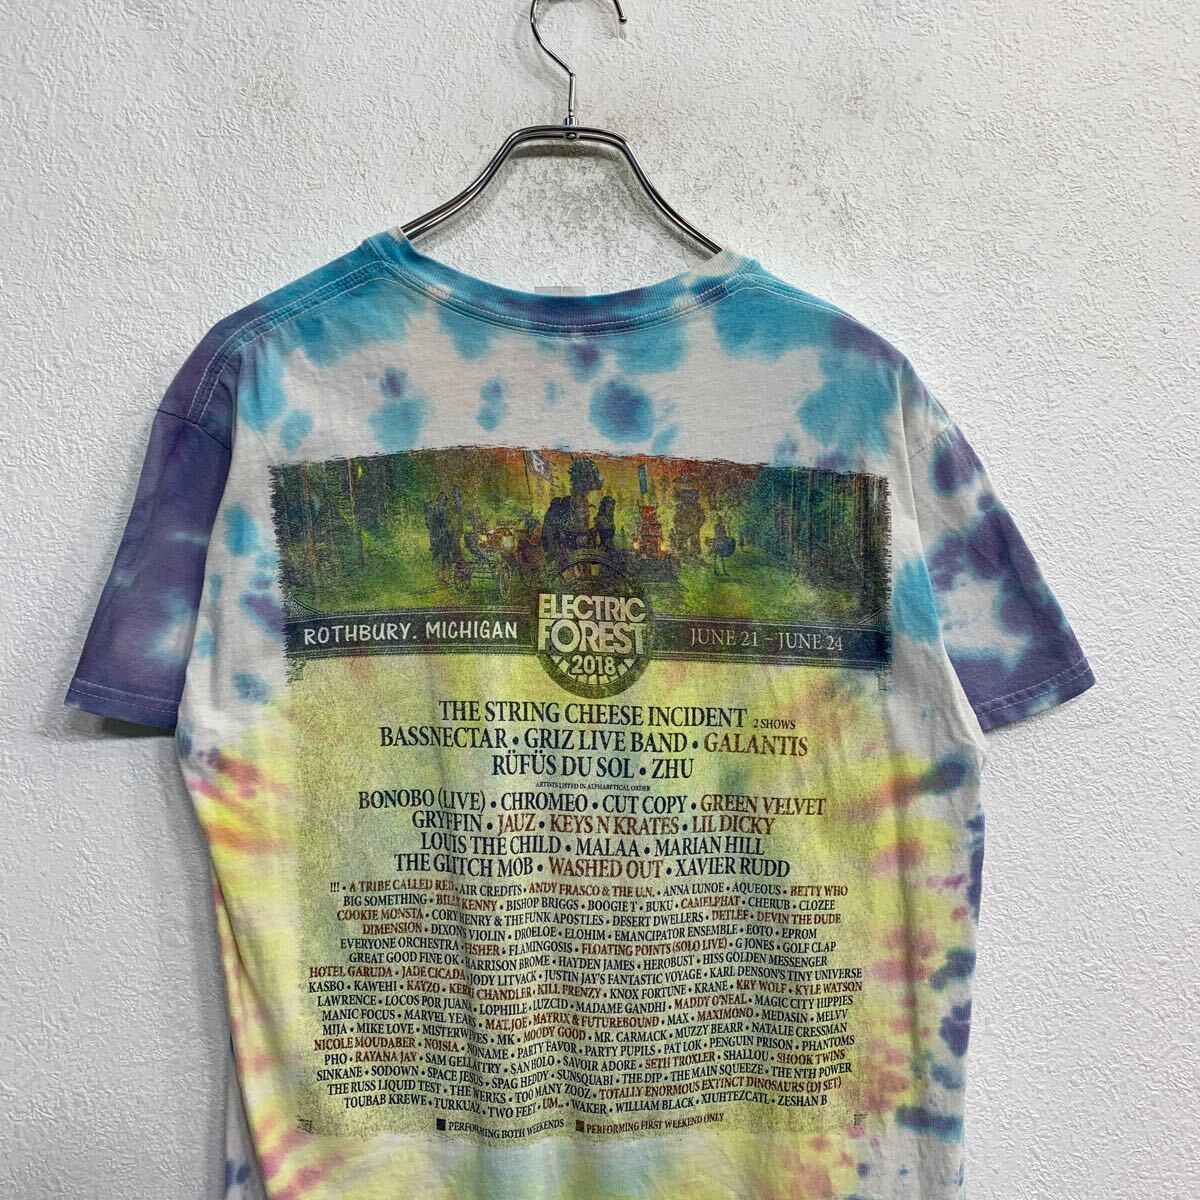 ELECTRIC
FOREST
2018
ROTHBURY, MICHIGAN
JUNE 21 - JUNE 24
THE STRING CHEESE INCIDENT 2 SHOWS
BASSNECTAR • GRIZ LIVE BAND • GALANTIS
RÜFÜS DU SOL • ZHU
ARTISTS LISTED IN ALPHABETICAL ORDER
BONOBO (LIVE) • CHROMEO • CUT COPY • GREEN VELVET
GRYFFIN • JAUZ • KEYS N KRATES • LIL DICKY
LOUIS THE CHILD • MALAA • MARIAN HILL
THE GLITCH MOB • WASHED OUT • XAVIER RUDD
!!! • A TRIBE CALLED RED • AIR CREDITS • ANDY FRASCO & THE U.N. • ANNA LUNOE • AQUEOUS • BETTY WHO
BIG SOMETHING • BILLY KENNY • BISHOP BRIGGS • BOOGIE T • BUKU • CAMELPHAT • CHERUB • CLOZEE
COOKIE MONSTA • CORY HENRY & THE FUNK APOSTLES • DESERT DWELLERS • DETLEF • DEVIN THE DUDE
DIMENSION • DIXON'S VIOLIN • DROELOE • ELOHIM • EMANCIPATOR ENSEMBLE • EOTO • EPROM
EVERYONE ORCHESTRA • FISHER • FLAMINGOSIS • FLOATING POINTS (SOLO LIVE) • G JONES • GOLF CLAP
GREAT GOOD FINE OK • HARRISON BROME • HAYDEN JAMES • HEROBUST • HISS GOLDEN MESSENGER
HOTEL GARUDA • JADE CICADA • JODY LITVACK • JUSTIN JAY'S FANTASTIC VOYAGE • KARL DENSON'S TINY UNIVERSE
KASBO • KAWEHI • KAYZO • KERRI CHANDLER • KILL FRENZY • KNOX FORTUNE • KRANE • KRY WOLF • KYLE WATSON
LAWRENCE • LOCOS POR JUANA • LOPHIILE • LUZCID • MADAME GANDHI • MADDY O'NEAL • MAGIC CITY HIPPIES
MANIC FOCUS • MARVEL YEARS • MAT.JOE • MATRIX & FUTUREBOUND • MAX • MAXIMONO • MEDASIN • MELVV
MIJA • MIKE LOVE • MISTERWIVES • MK • MOODY GOOD • MR. CARMACK • MUZZY BEARR • NATALIE CRESSMAN
NICOLE MOUDABER • NOISIA • NONAME • PARTY FAVOR • PARTY PUPILS • PAT LOK • PENGUIN PRISON • PHANTOMS
PHO • RAYANA JAY • SAM GELLAITRY • SAN BOLO • SAVOIR ADORE • SETH TROXLER • SHALLOU • SHOOK TWINS
SINKANE • SODOWN • SPACE JESUS • SPAG HEDDY • SUNSQUABI • THE DIP • THE MAIN SQUEEZE • THE NTH POWER
THE RUSS LIQUID TEST • THE WERKS • TOO MANY ZOOZ • TOTALLY ENORMOUS EXTINCT DINOSAURS (DJ SET)
TOUBAB KREWE • TURKUAZ • TWO FEET • UM.. • WAKER • WILLIAM BLACK • XIUHTEZCATL • ZESHAN B
PERFORMING BOTH WEEKENDS PERFORMING FIRST WEEKEND ONLY